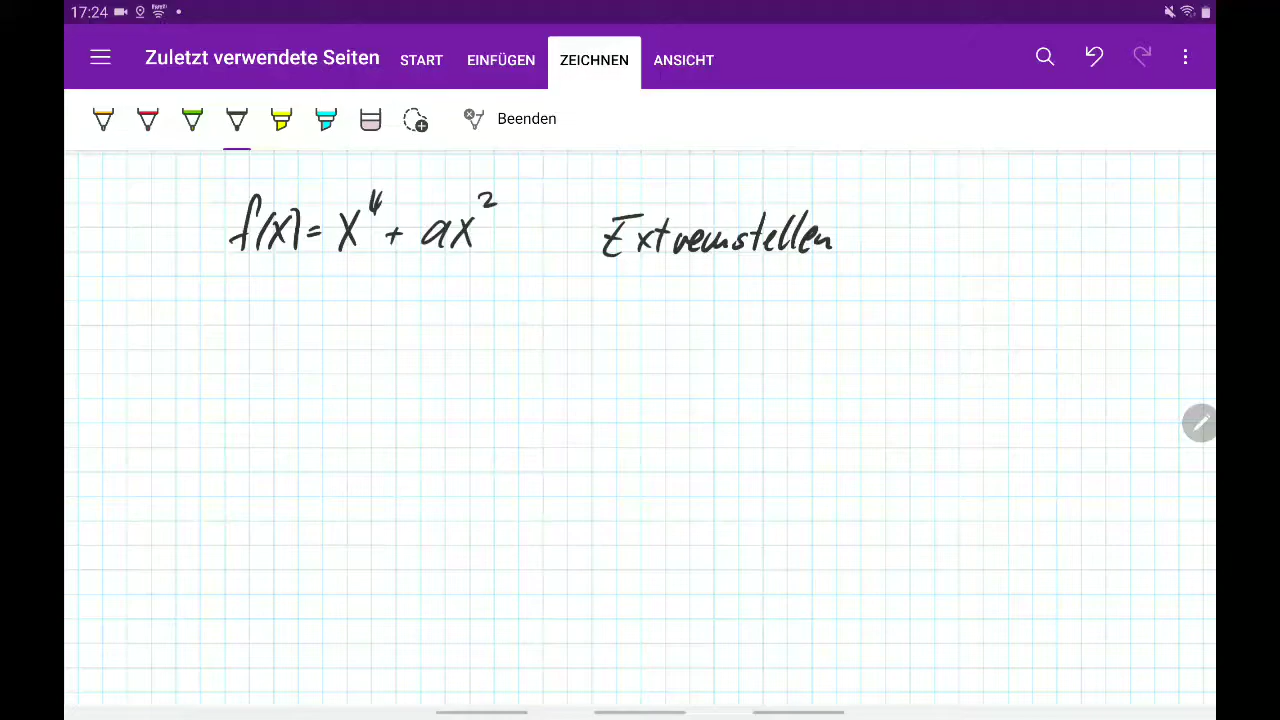 17:24
Zuletzt verwendete Seiten START EINFÜGEN ZEICHNEN ANSICHT
Beenden
f(x) = x⁴ + ax² Extremstellen